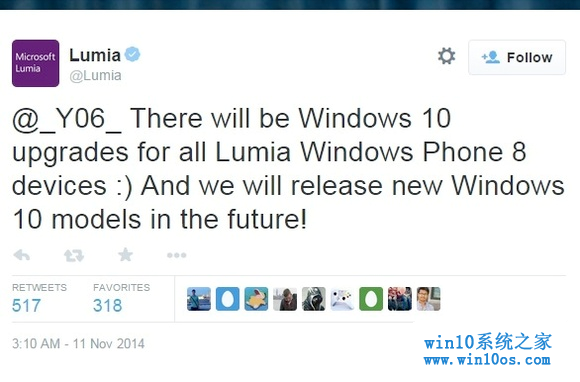 Microsoft
Lumia
Lumia
@Lumia
Follow
@_Y06_ There will be Windows 10
upgrades for all Lumia Windows Phone 8
devices :) And we will release new Windows
10 models in the future!
RETWEETS
517
FAVORITES
318
3:10 AM - 11 Nov 2014
win10系统之家
www.win10os.com